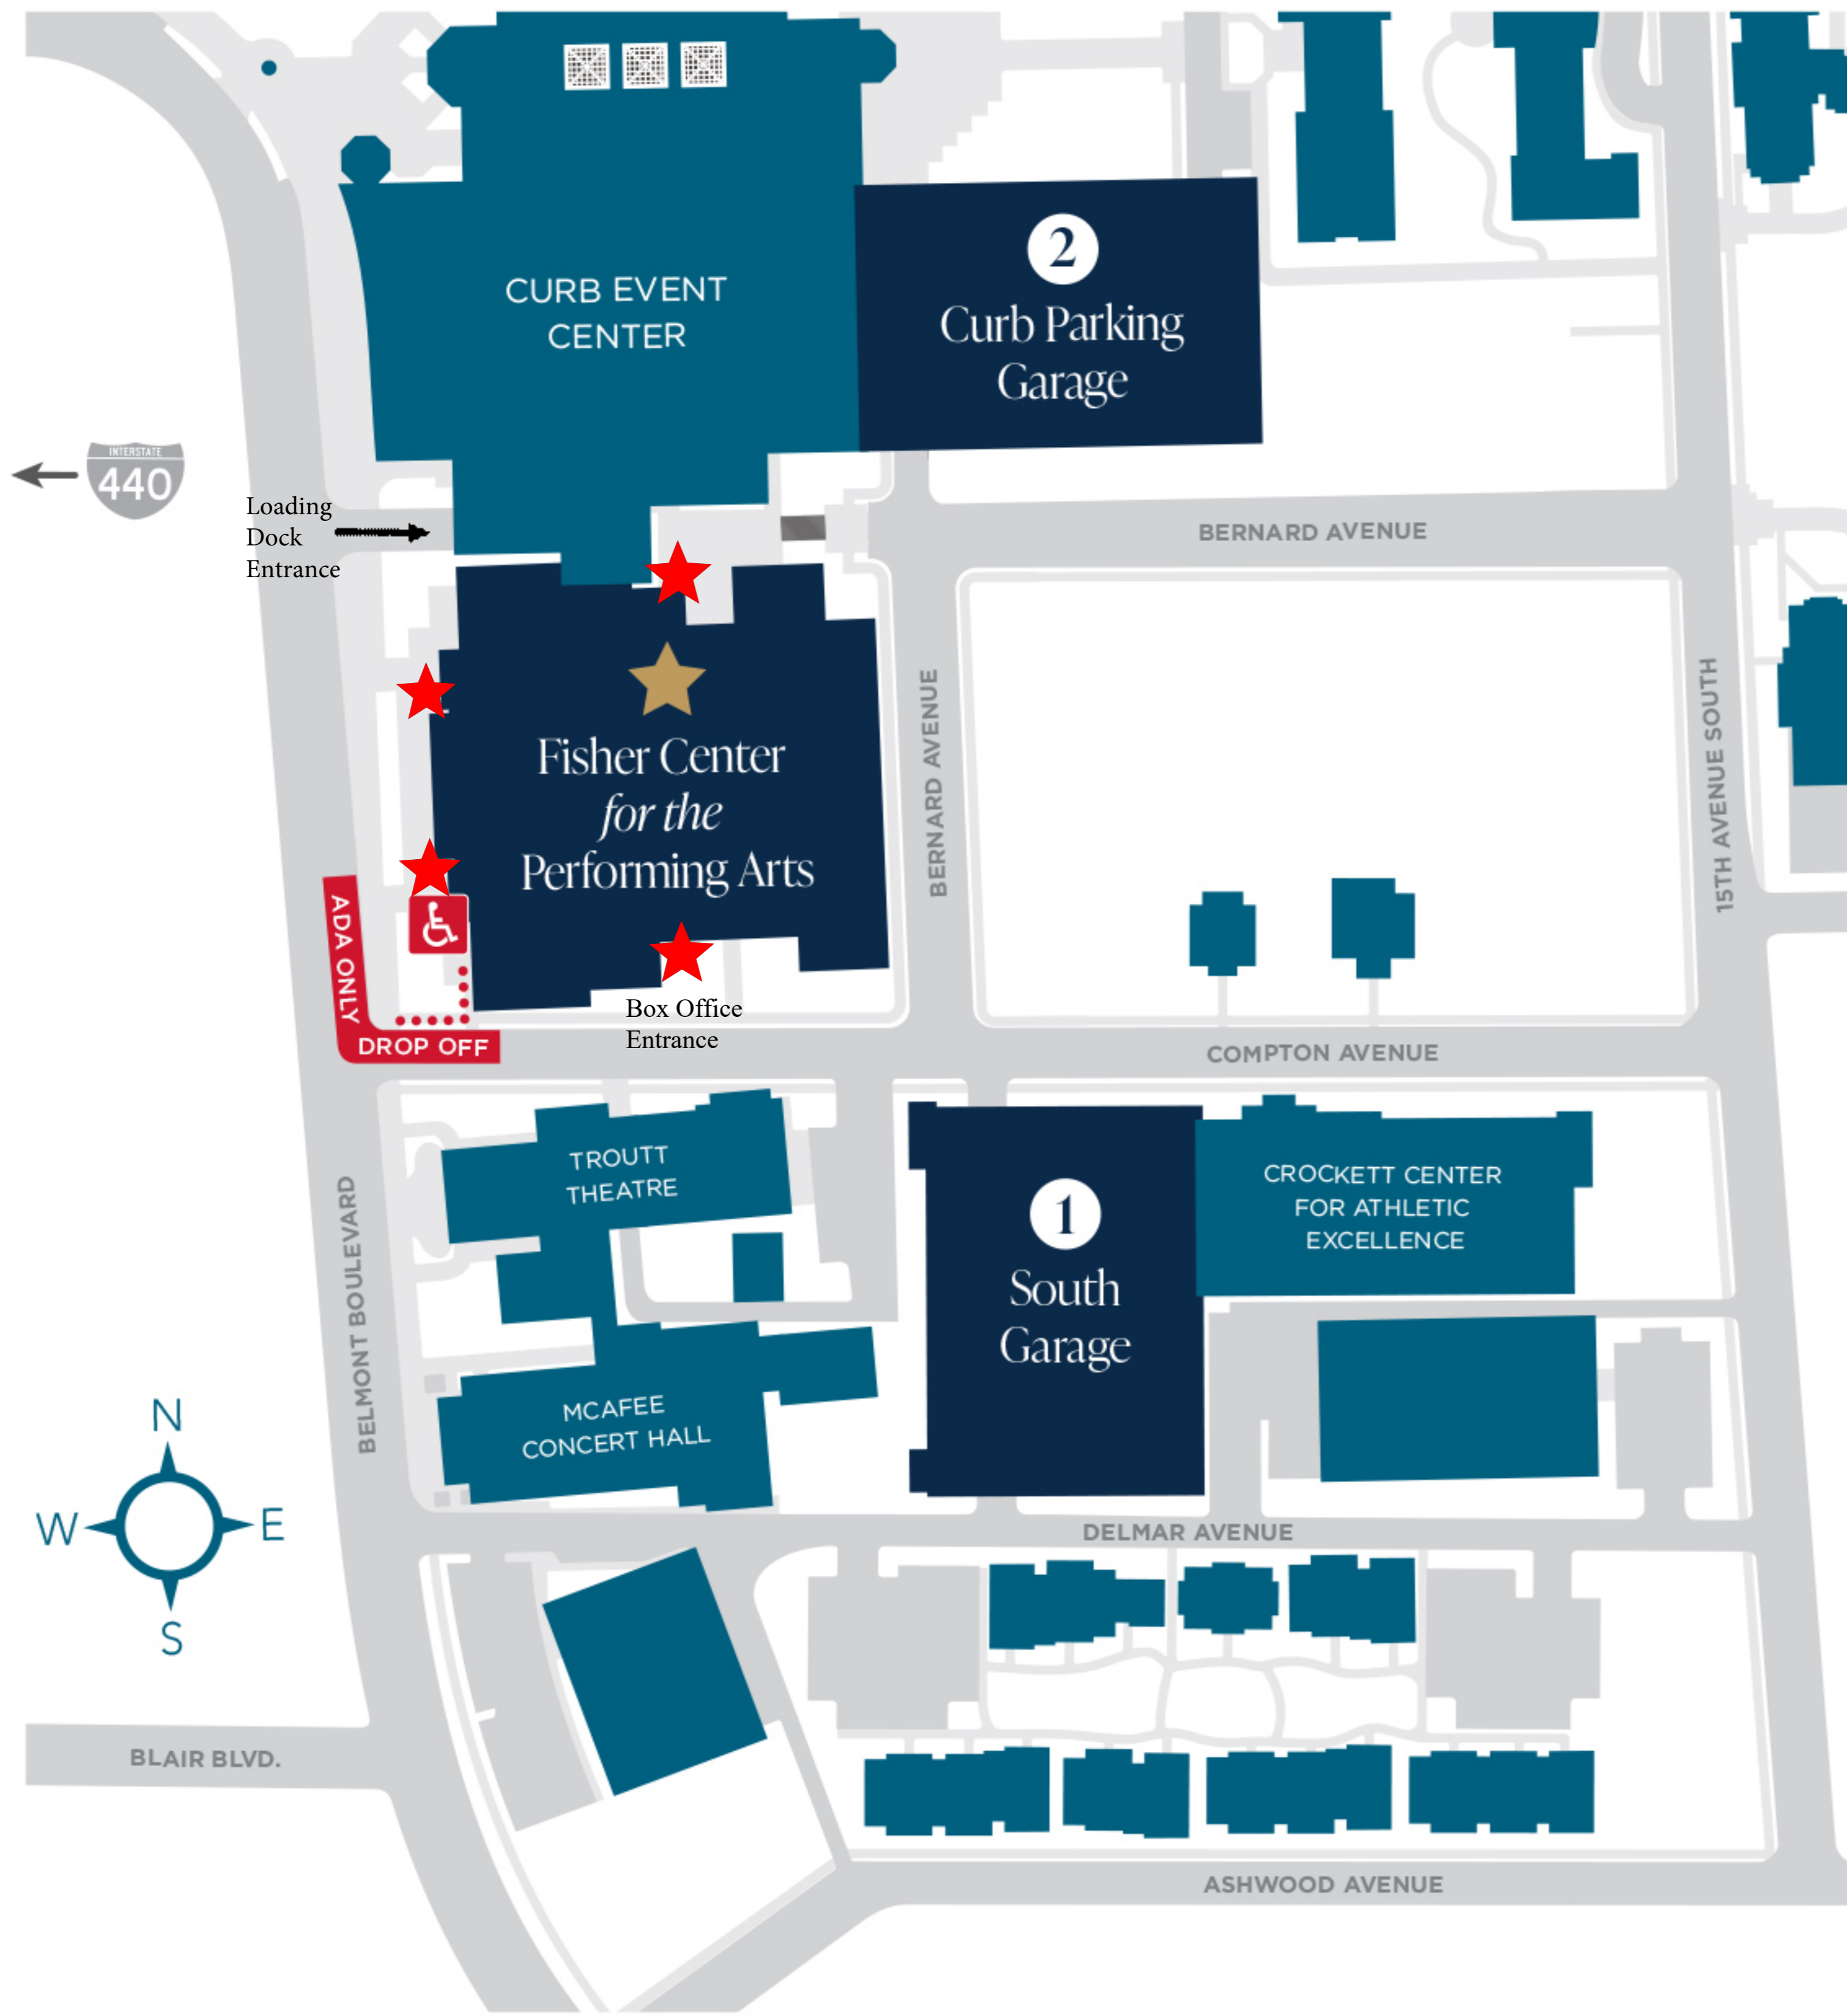 2
CURB EVENT
CENTER
Curb Parking
Garage
INTERSTATE
440
Loading
Dock
Entrance
BERNARD AVENUE
Fisher Center
for the
Performing Arts
BERNARD AVENUE
15TH AVENUE SOUTH
ADA ONLY
DROP OFF
Box Office
Entrance
COMPTON AVENUE
TROUTT
THEATRE
1
South
Garage
CROCKETT CENTER
FOR ATHLETIC
EXCELLENCE
BELMONT BOULEVARD
MCAFEE
CONCERT HALL
N
W
E
S
DELMAR AVENUE
BLAIR BLVD.
ASHWOOD AVENUE